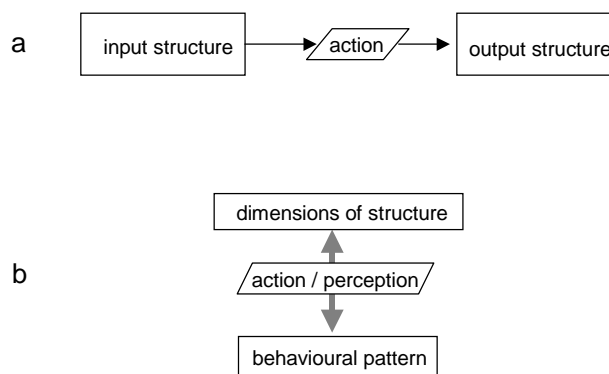 a
input structure
action
output structure
b
dimensions of structure
action / perception
behavioural pattern